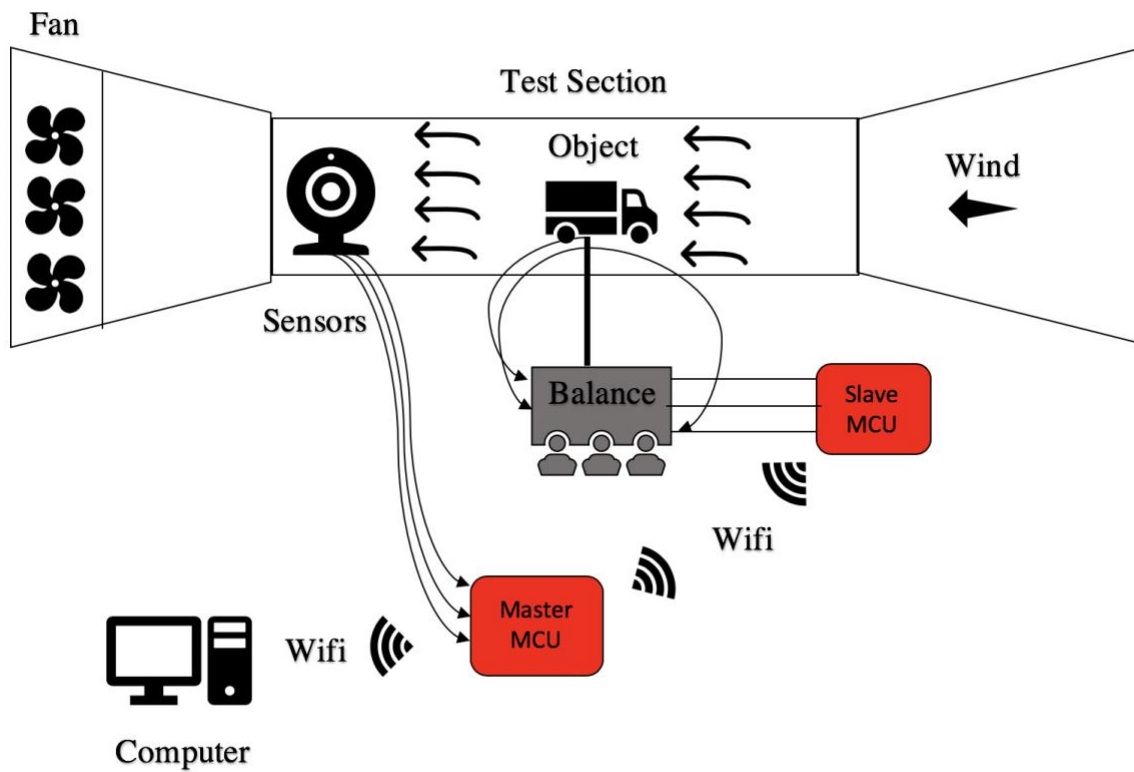 Fan
Test Section
Object
Wind
Sensors
Balance
Slave
MCU
Wifi
Master
MCU
Wifi
Computer